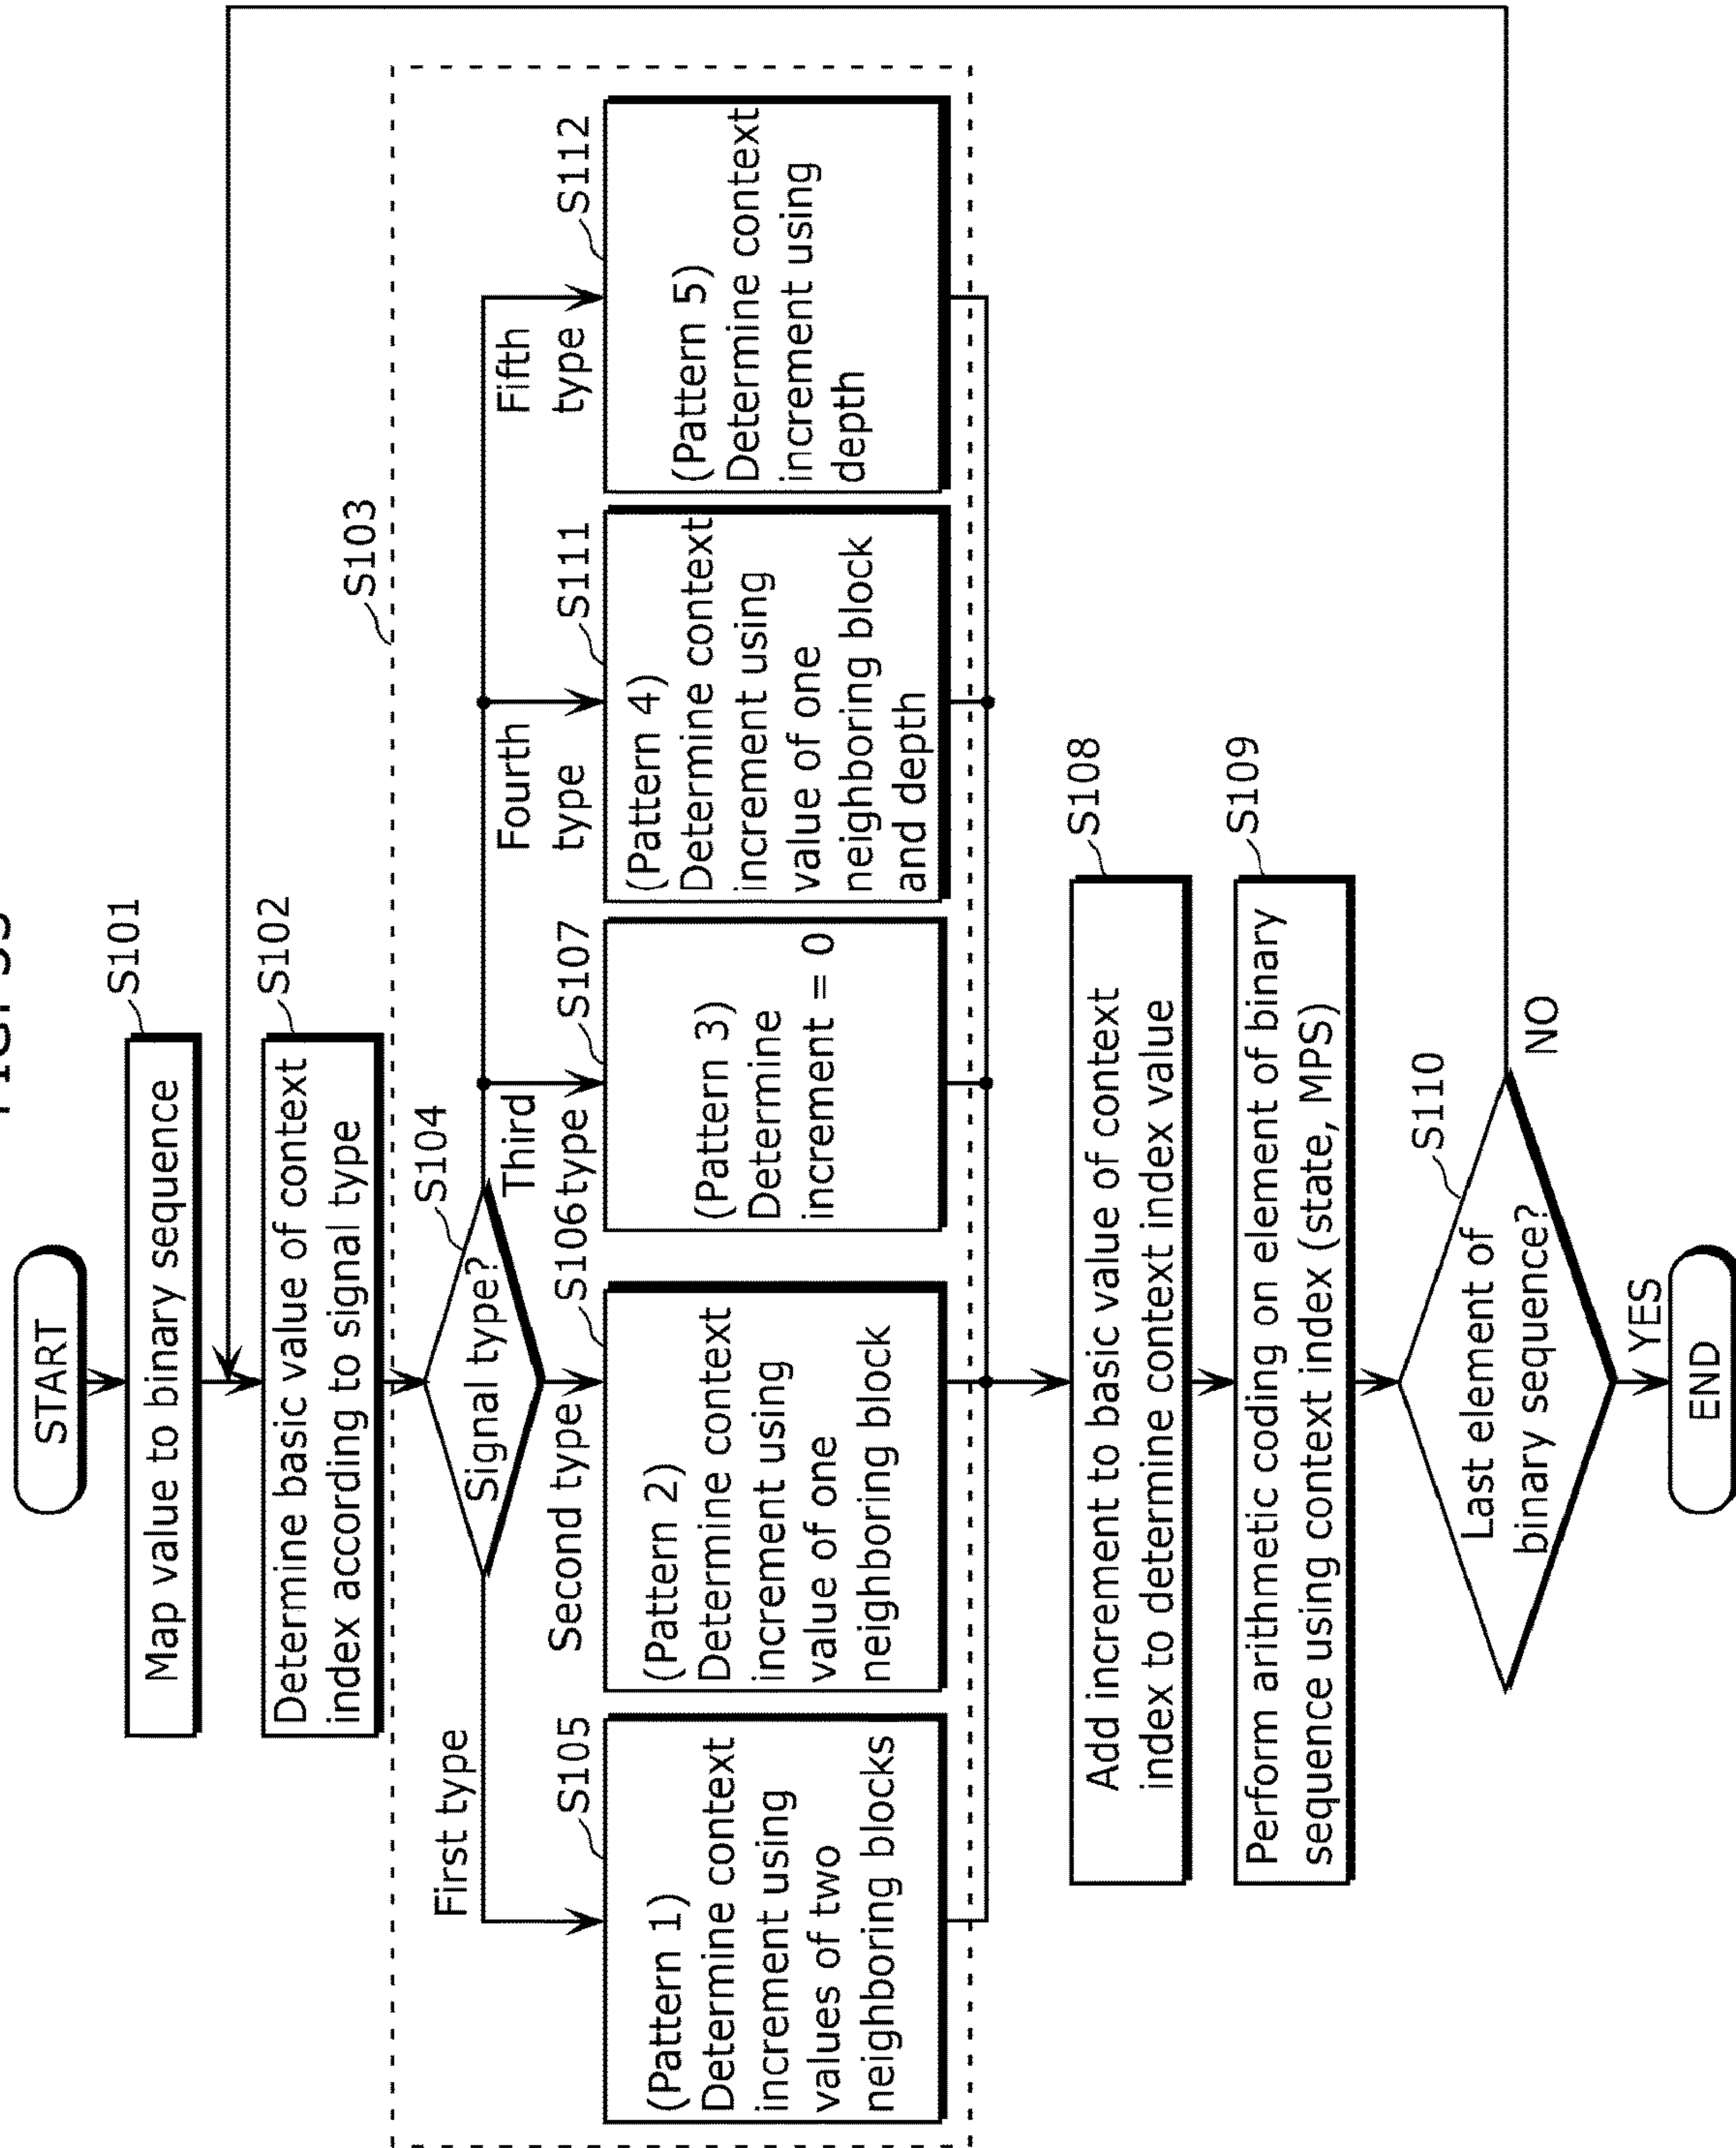 START
S101
Map value to binary sequence
S102
Determine basic value of context
index according to signal type
S103
S104
Signal type?
First type
Second type
Third
type
Fourth
type
Fifth
type
S105
(Pattern 1)
Determine context
increment using
values of two
neighboring blocks
S106
(Pattern 2)
Determine context
increment using
value of one
neighboring block
S107
(Pattern 3)
Determine
increment = 0
S111
(Pattern 4)
Determine context
increment using
value of one
neighboring block
and depth
S112
(Pattern 5)
Determine context
increment using
depth
S108
Add increment to basic value of context
index to determine context index value
S109
Perform arithmetic coding on element of binary
sequence using context index (state, MPS)
S110
Last element of
binary sequence?
NO
YES
END